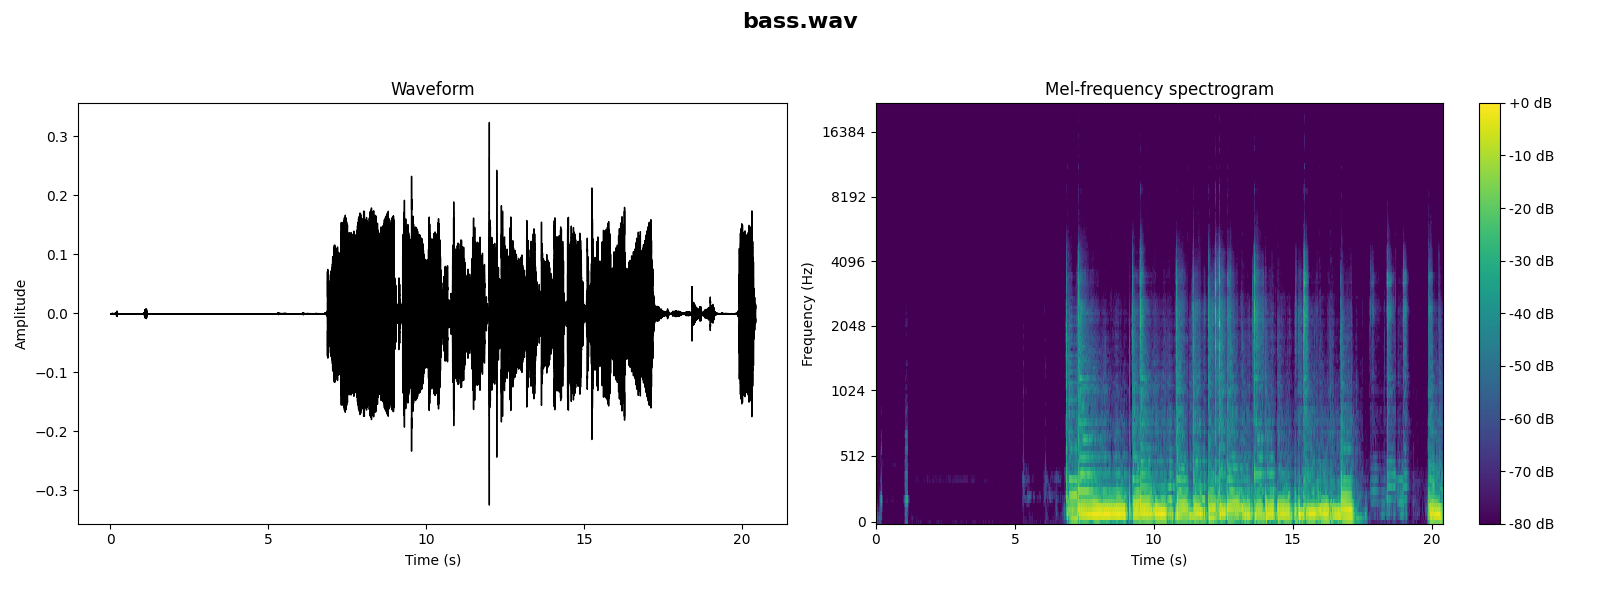 bass.wav
Waveform
Mel-frequency spectrogram
0.3
0.2
0.1
0.0
−0.1
−0.2
−0.3
Amplitude
0 5 10 15 20
Time (s)
16384
8192
4096
2048
1024
512
0
Frequency (Hz)
0 5 10 15 20
Time (s)
+0 dB
-10 dB
-20 dB
-30 dB
-40 dB
-50 dB
-60 dB
-70 dB
-80 dB